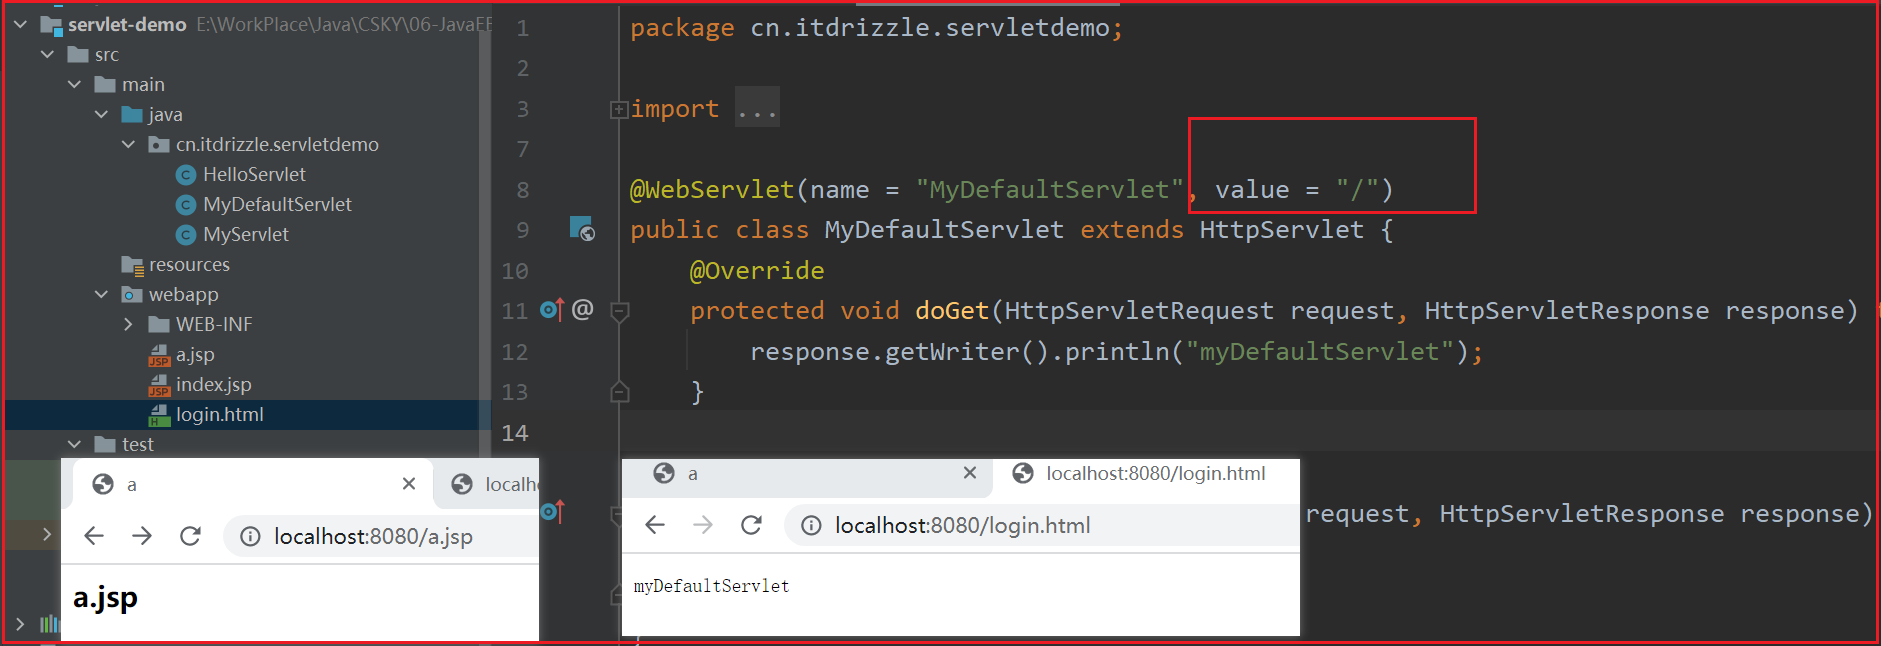 servlet-demo E:\WorkPlace\Java\CSKY\06-JavaEE
src
main
java
cn.itdrizzle.servletdemo
HelloServlet
MyDefaultServlet
MyServlet
resources
webapp
WEB-INF
a.jsp
index.jsp
login.html
test
1 package cn.itdrizzle.servletdemo;
2
3 import ...
7
8 @WebServlet(name = "MyDefaultServlet", value = "/")
9 public class MyDefaultServlet extends HttpServlet {
10 @Override
11 protected void doGet(HttpServletRequest request, HttpServletResponse response)
12 response.getWriter().println("myDefaultServlet");
13 }
14
request, HttpServletResponse response)
a localh
localhost:8080/a.jsp
a.jsp
a localhost:8080/login.html
localhost:8080/login.html
myDefaultServlet